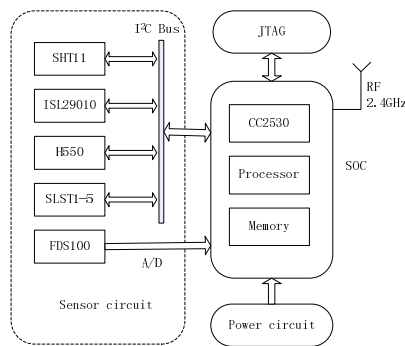 I²C Bus
SHT11
ISL29010
H550
SLST1-5
FDS100
A/D
Sensor circuit
JTAG
RF
2.4GHz
CC2530
Processor
Memory
SOC
Power circuit